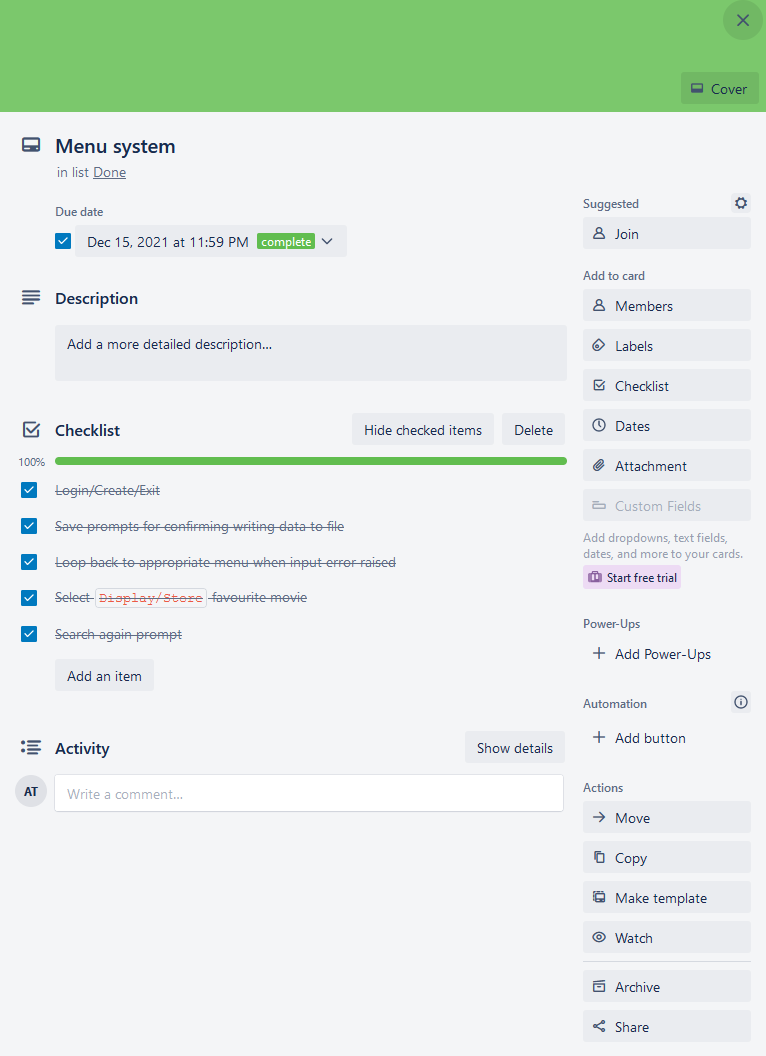 Cover
Menu system
in list Done
Due date
Dec 15, 2021 at 11:59 PM complete
Description
Add a more detailed description...
Checklist
Hide checked items
Delete
100%
Login/Create/Exit
Save prompts for confirming writing data to file
Loop back to appropriate menu when input error raised
Select Display/Store favourite movie
Search again prompt
Add an item
Activity
Show details
AT
Write a comment...
Suggested
Join
Add to card
Members
Labels
Checklist
Dates
Attachment
Custom Fields
Add dropdowns, text fields,
dates, and more to your cards.
Start free trial
Power-Ups
Add Power-Ups
Automation
Add button
Actions
Move
Copy
Make template
Watch
Archive
Share